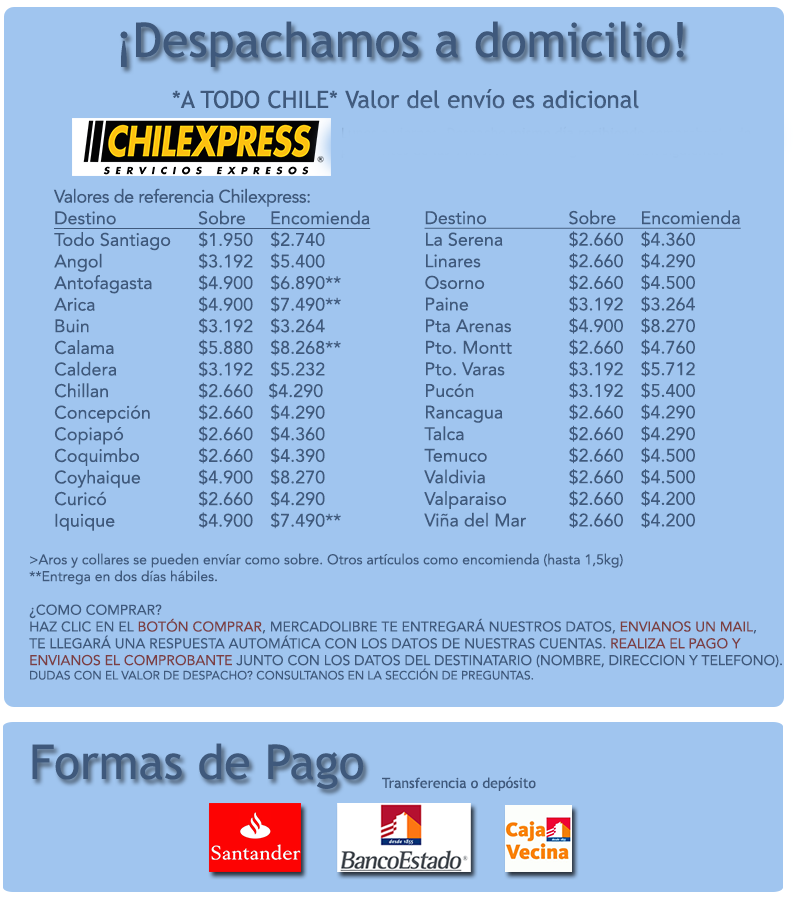 ¡Despachamos a domicilio!
*A TODO CHILE* Valor del envío es adicional
CHILEXPRESS®
SERVICIOS EXPRESOS
Valores de referencia Chilexpress:
Destino Sobre Encomienda
Todo Santiago $1.950 $2.740
Angol $3.192 $5.400
Antofagasta $4.900 $6.890**
Arica $4.900 $7.490**
Buin $3.192 $3.264
Calama $5.880 $8.268**
Caldera $3.192 $5.232
Chillan $2.660 $4.290
Concepción $2.660 $4.290
Copiapó $2.660 $4.360
Coquimbo $2.660 $4.390
Coyhaique $4.900 $8.270
Curicó $2.660 $4.290
Iquique $4.900 $7.490**
Destino Sobre Encomienda
La Serena $2.660 $4.360
Linares $2.660 $4.290
Osorno $2.660 $4.500
Paine $3.192 $3.264
Pta Arenas $4.900 $8.270
Pto. Montt $2.660 $4.760
Pto. Varas $3.192 $5.712
Pucón $3.192 $5.400
Rancagua $2.660 $4.290
Talca $2.660 $4.290
Temuco $2.660 $4.500
Valdivia $2.660 $4.500
Valparaiso $2.660 $4.200
Viña del Mar $2.660 $4.200
>Aros y collares se pueden envíar como sobre. Otros artículos como encomienda (hasta 1,5kg)
**Entrega en dos días hábiles.
¿COMO COMPRAR?
HAZ CLIC EN EL BOTÓN COMPRAR, MERCADOLIBRE TE ENTREGARÁ NUESTROS DATOS, ENVIANOS UN MAIL,
TE LLEGARÁ UNA RESPUESTA AUTOMÁTICA CON LOS DATOS DE NUESTRAS CUENTAS. REALIZA EL PAGO Y
ENVIANOS EL COMPROBANTE JUNTO CON LOS DATOS DEL DESTINATARIO (NOMBRE, DIRECCION Y TELEFONO).
DUDAS CON EL VALOR DE DESPACHO? CONSULTANOS EN LA SECCIÓN DE PREGUNTAS.
Formas de Pago
Transferencia o depósito
Santander
desde 1855
BancoEstado®
Caja
Vecina